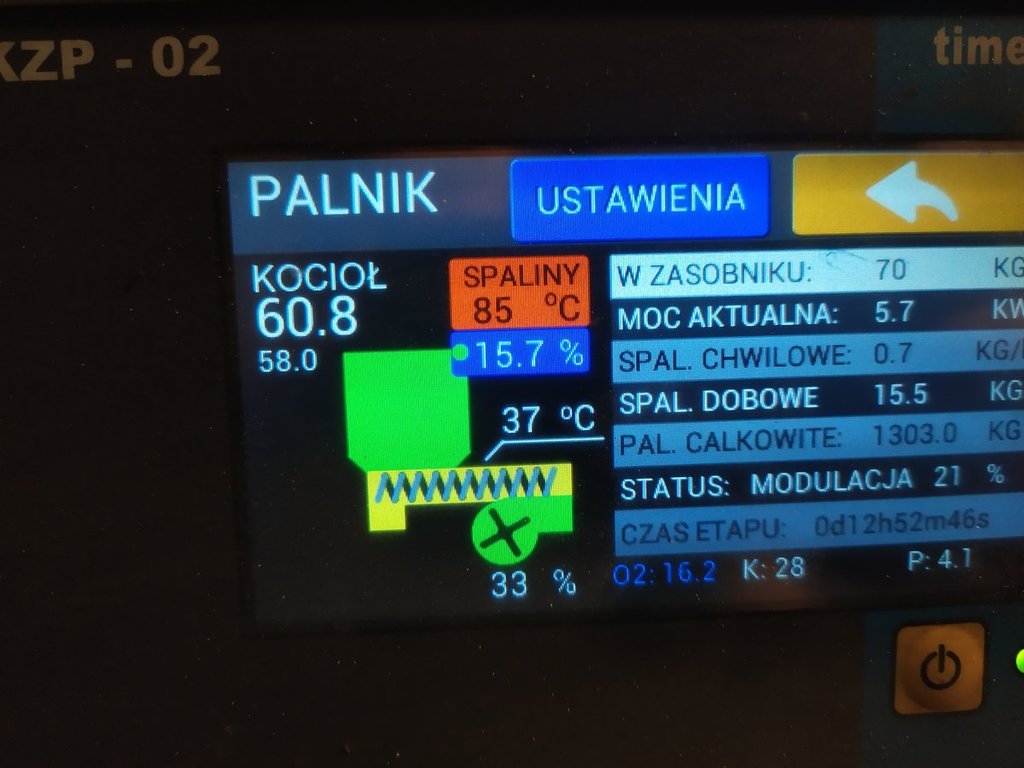 KZP - 02
time
PALNIK
USTAWIENIA
KOCIOŁ
60.8
58.0
SPALINY
85 ºC
15.7 %
37 ºC
33 %
W ZASOBNIKU: 70 KG
MOC AKTUALNA: 5.7 KW
SPAL. CHWILOWE: 0.7 KG/
SPAL. DOBOWE 15.5 KG
PAL. CALKOWITE: 1303.0 KG
STATUS: MODULACJA 21 %
CZAS ETAPU: 0d12h52m46s
O2: 16.2 K: 28 P: 4.1